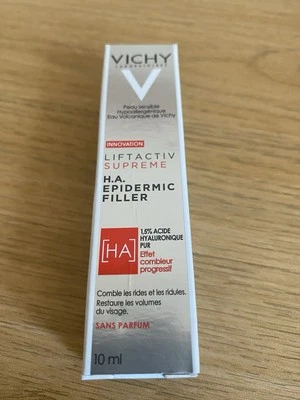 VICHY
LABORATOIRES
Peau sensible
Hypoallergénique
Eau Volcanique de Vichy
INNOVATION
LIFTACTIV
SUPREME
H.A.
EPIDERMIC
FILLER
[HA]
1,5% ACIDE
HYALURONIQUE
PUR
Effet
combleur
progressif
Comble les rides et les ridules.
Restaure les volumes
du visage.
SANS PARFUM
10 ml